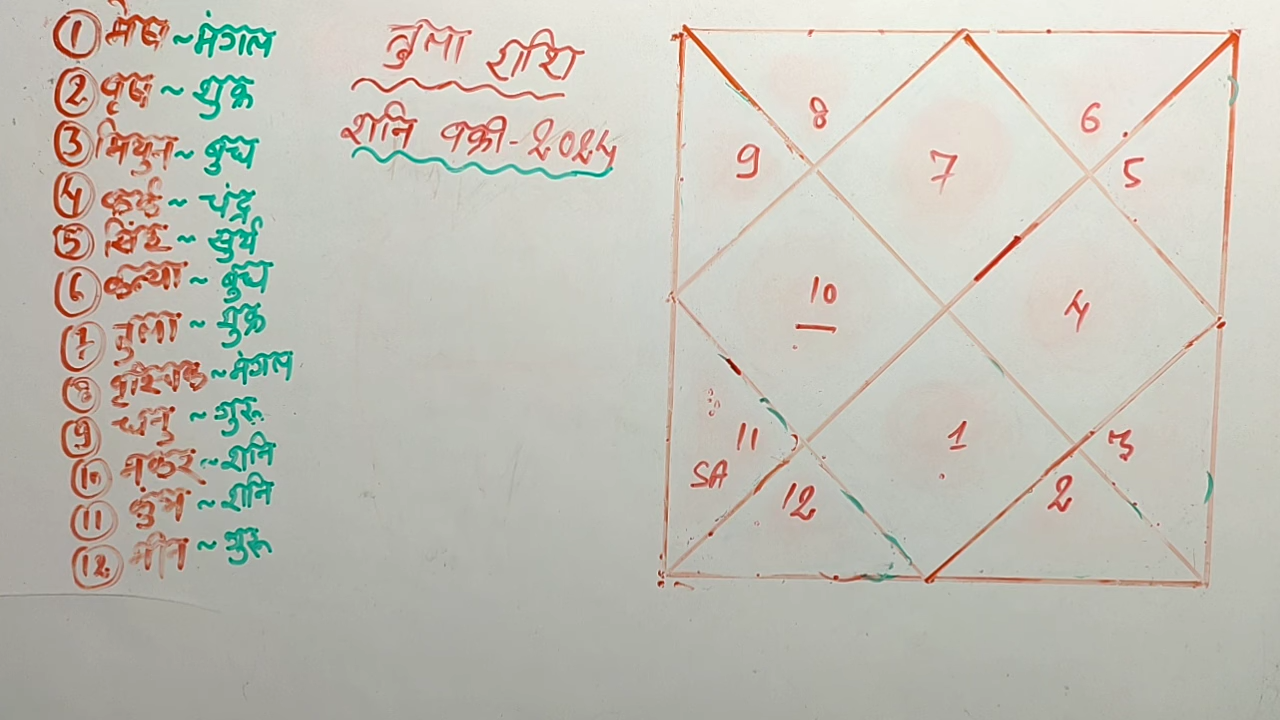 ① मेष ~ मंगल
② वृष ~ शुक्र
③ मिथुन ~ बुध
④ कर्क ~ चंद्र
⑤ सिंह ~ सुर्य
⑥ कन्या ~ बुध
⑦ तुला ~ शुक्र
⑧ वृश्चिक ~ मंगल
⑨ धनु ~ गुरू
⑩ मकर ~ शनि
⑪ कुंभ ~ शनि
⑫ मीन ~ गुरू
तुला राशि
शनि वक्री - 2024
8
6
9
7
5
10
4
11
1
3
SA
12
2